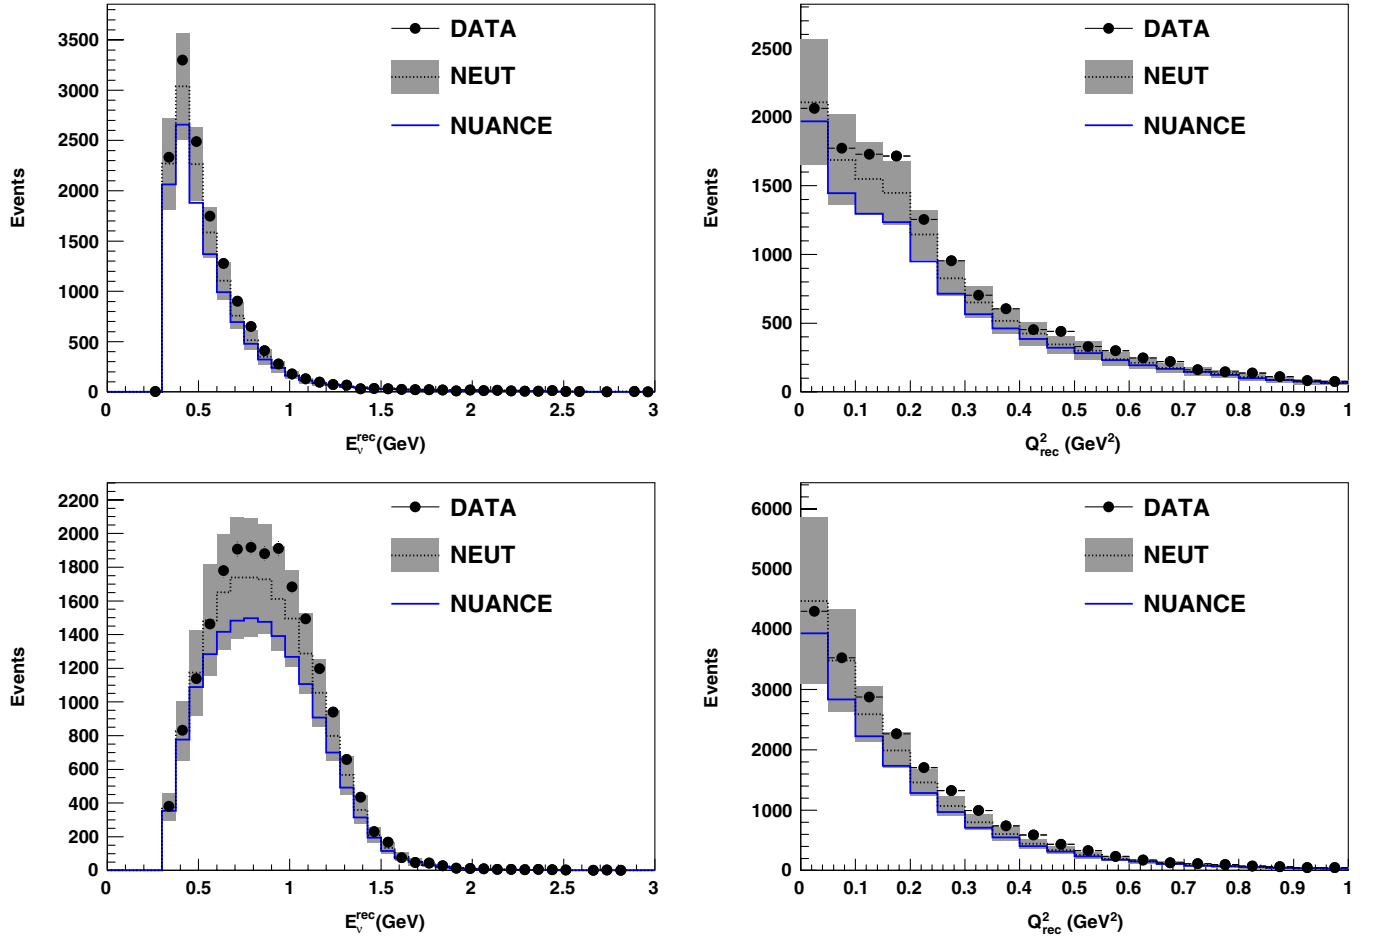 DATA
NEUT
NUANCE
3500
3000
2500
2000
1500
1000
500
0
Events
0 0.5 1 1.5 2 2.5 3
E_ν^rec (GeV)
DATA
NEUT
NUANCE
2500
2000
1500
1000
500
0
Events
0 0.1 0.2 0.3 0.4 0.5 0.6 0.7 0.8 0.9 1
Q²_rec (GeV²)
DATA
NEUT
NUANCE
2200
2000
1800
1600
1400
1200
1000
800
600
400
200
0
Events
0 0.5 1 1.5 2 2.5 3
E_ν^rec (GeV)
DATA
NEUT
NUANCE
6000
5000
4000
3000
2000
1000
0
Events
0 0.1 0.2 0.3 0.4 0.5 0.6 0.7 0.8 0.9 1
Q²_rec (GeV²)